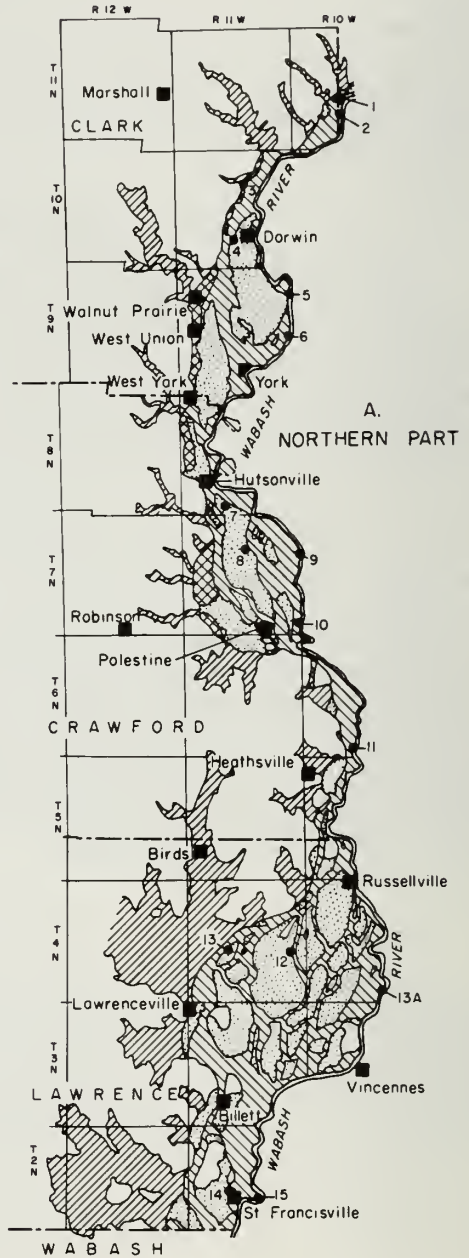 R 12 W R 11 W R 10 W
T 11 N
Marshall
1
2
CLARK
RIVER
T 10 N
Dorwin
4
5
Walnut Prairie
T 9 N
West Union
6
West York
York
WABASH
A.
NORTHERN PART
T 8 N
Hutsonville
7
8
9
T 7 N
Robinson
10
Palestine
T 6 N
CRAWFORD
11
Heathsville
T 5 N
Birds
Russellville
T 4 N
13
12
RIVER
13A
Lawrenceville
T 3 N
Vincennes
LAWRENCE
Billett
WABASH
T 2 N
14
15
St Francisville
WABASH